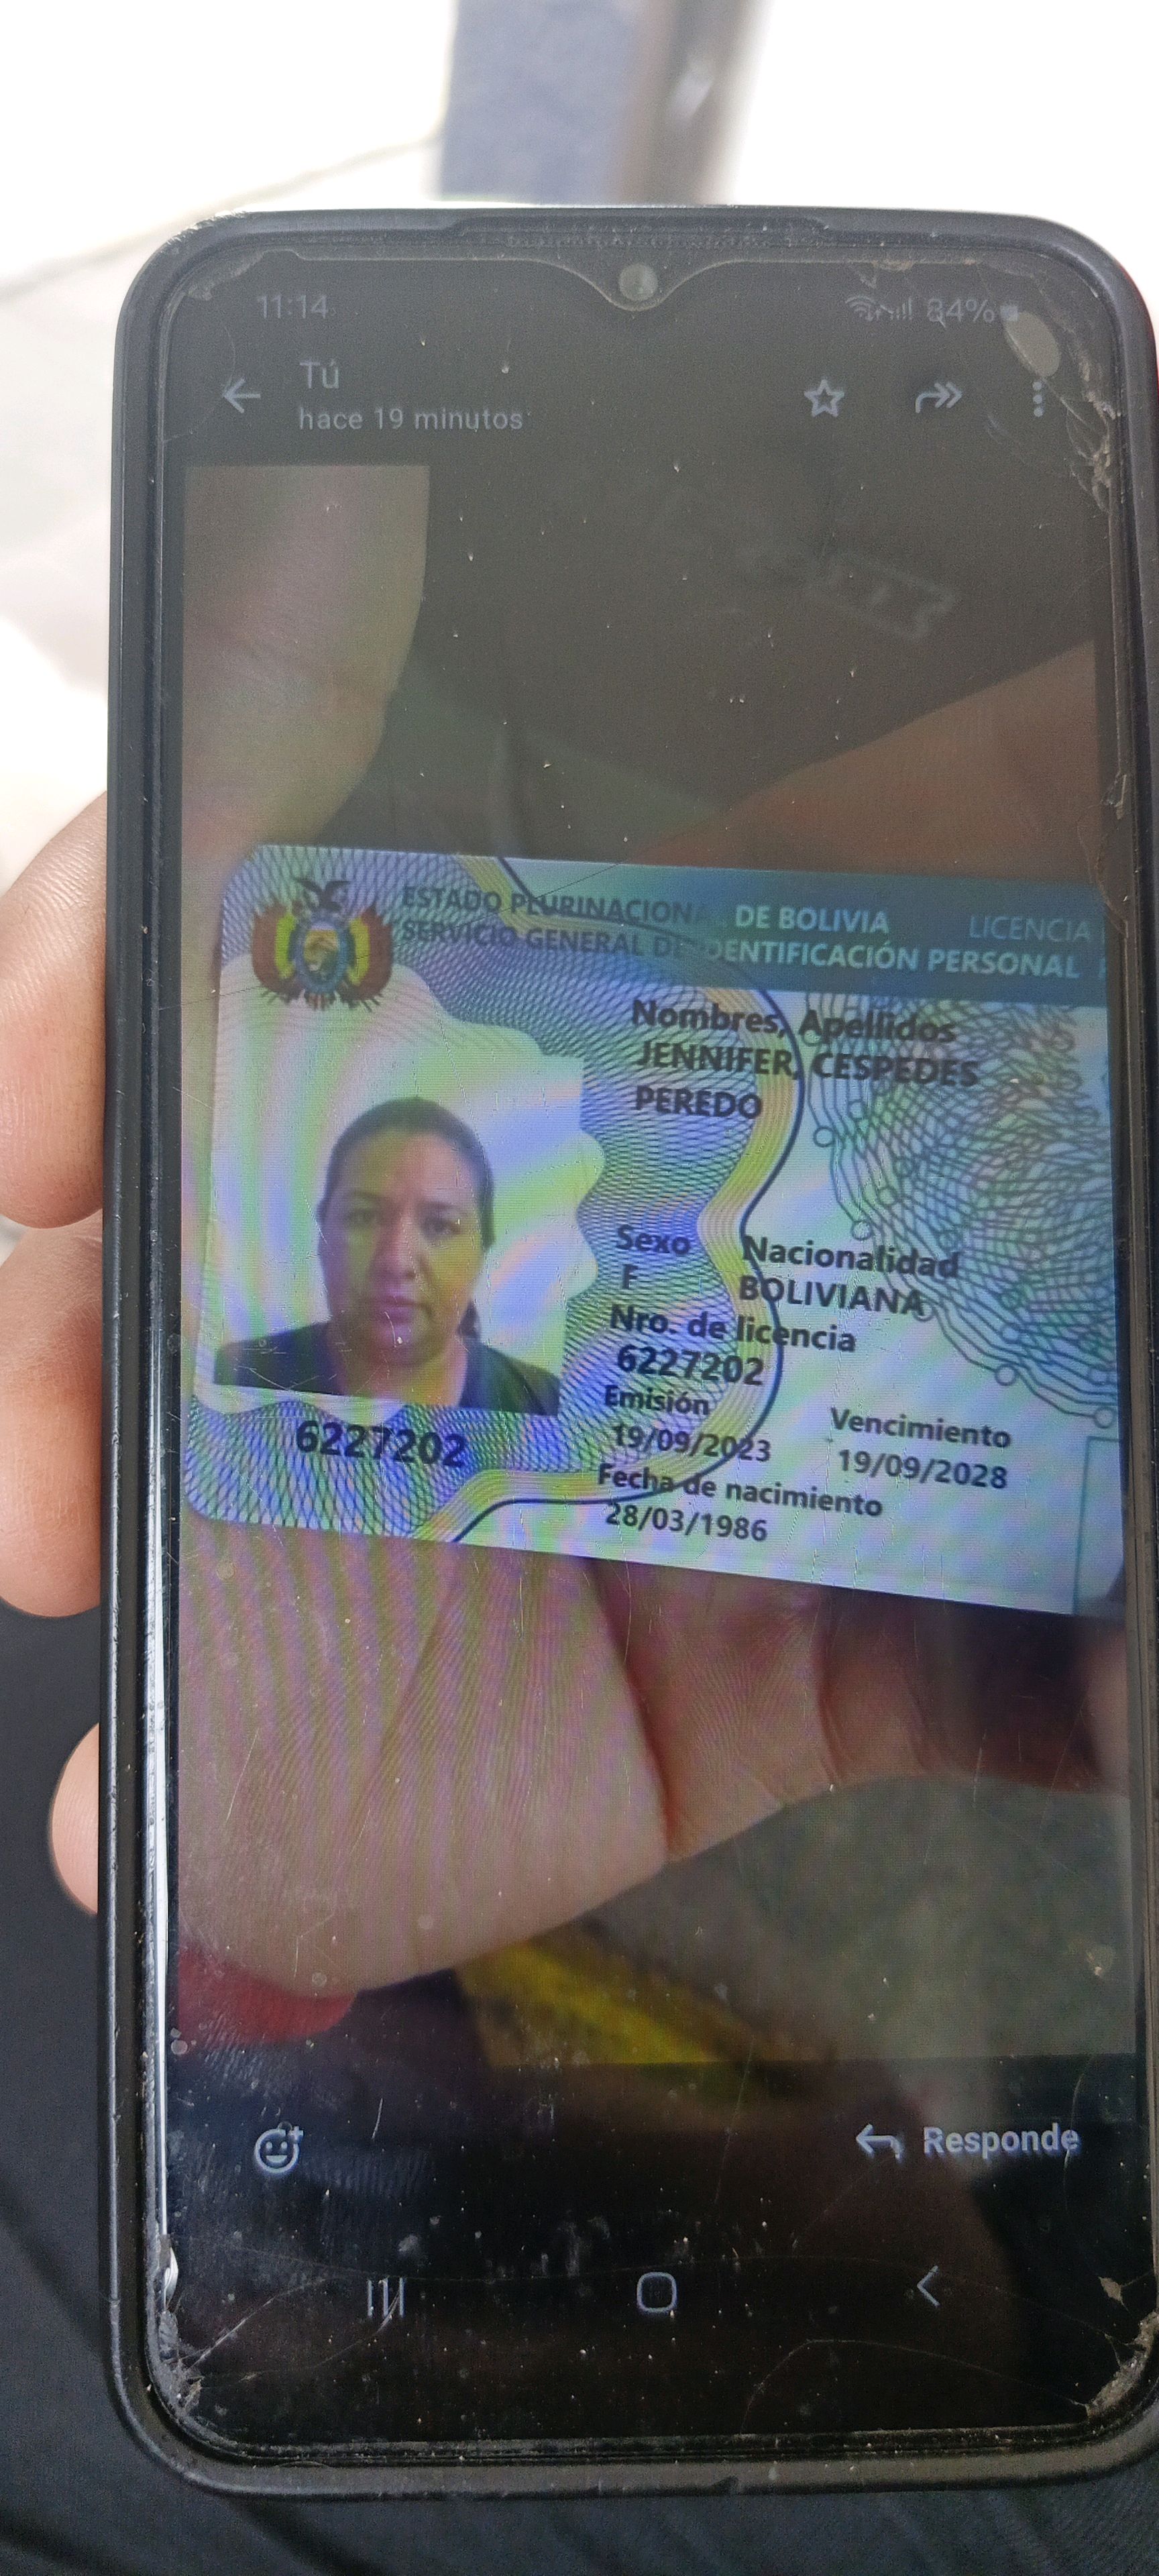 11:14
84%
Tú
hace 19 minutos
ESTADO PLURINACIONA DE BOLIVIA LICENCIA
SERVICIO GENERAL DE IDENTIFICACIÓN PERSONAL
Nombres, Apellidos
JENNIFER, CESPEDES
PEREDO
Sexo Nacionalidad
F BOLIVIANA
Nro. de licencia
6227202
Emisión Vencimiento
19/09/2023 19/09/2028
Fecha de nacimiento
28/03/1986
6227202
Responde